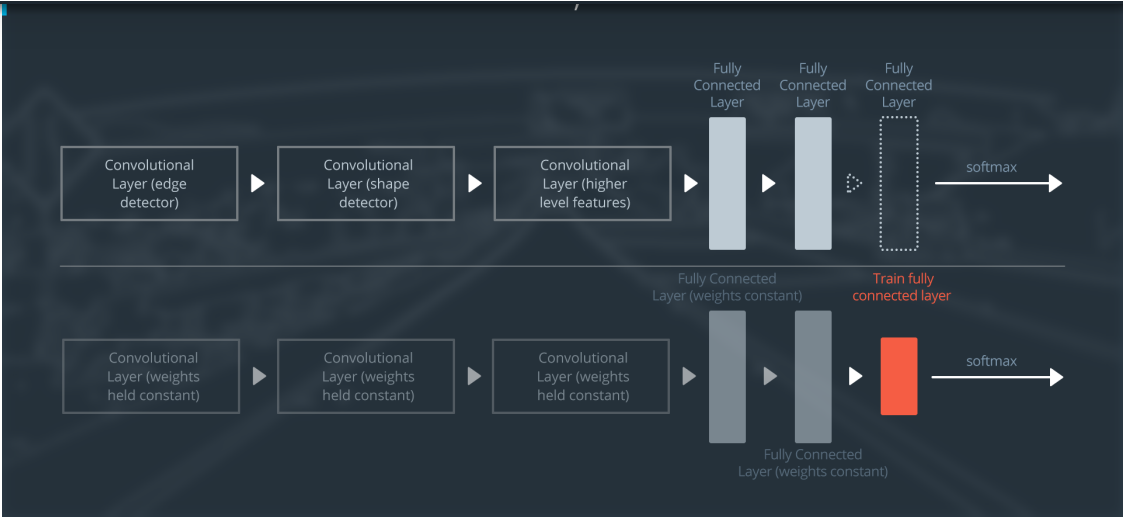 Fully
Connected
Layer
Fully
Connected
Layer
Fully
Connected
Layer
Convolutional
Layer (edge
detector)
Convolutional
Layer (shape
detector)
Convolutional
Layer (higher
level features)
softmax
Fully Connected
Layer (weights constant)
Train fully
connected layer
Convolutional
Layer (weights
held constant)
Convolutional
Layer (weights
held constant)
Convolutional
Layer (weights
held constant)
softmax
Fully Connected
Layer (weights constant)